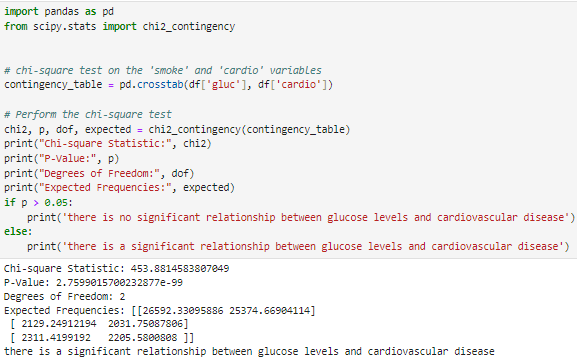 import pandas as pd
from scipy.stats import chi2_contingency
# chi-square test on the 'smoke' and 'cardio' variables
contingency_table = pd.crosstab(df['gluc'], df['cardio'])
# Perform the chi-square test
chi2, p, dof, expected = chi2_contingency(contingency_table)
print("Chi-square Statistic:", chi2)
print("P-Value:", p)
print("Degrees of Freedom:", dof)
print("Expected Frequencies:", expected)
if p > 0.05:
    print('there is no significant relationship between glucose levels and cardiovascular disease')
else:
    print('there is a significant relationship between glucose levels and cardiovascular disease')
Chi-square Statistic: 453.8814583807049
P-Value: 2.7599015700232877e-99
Degrees of Freedom: 2
Expected Frequencies: [[26592.33095886 25374.66904114]
 [ 2129.24912194  2031.75087806]
 [ 2311.4199192   2205.5800808 ]]
there is a significant relationship between glucose levels and cardiovascular disease